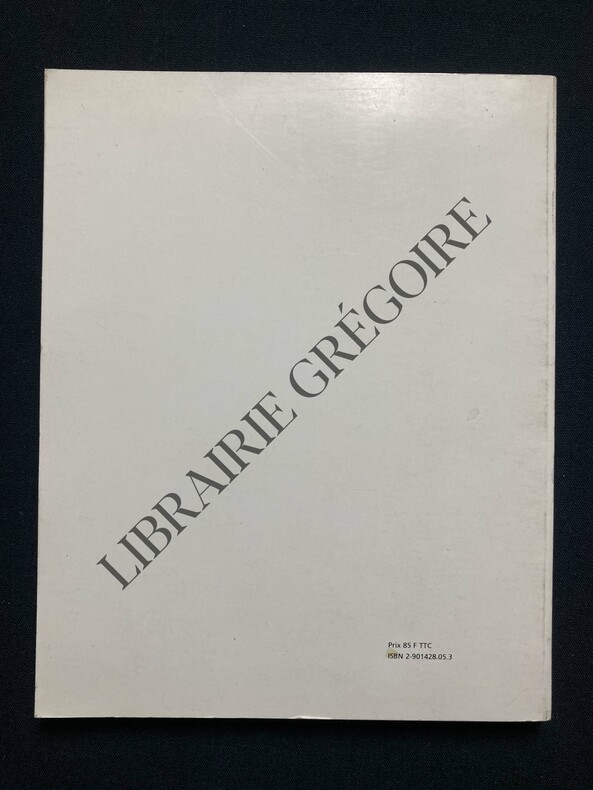 LIBRAIRIE GRÉGOIRE
Prix 85 F TTC
ISBN 2-901428.05.3